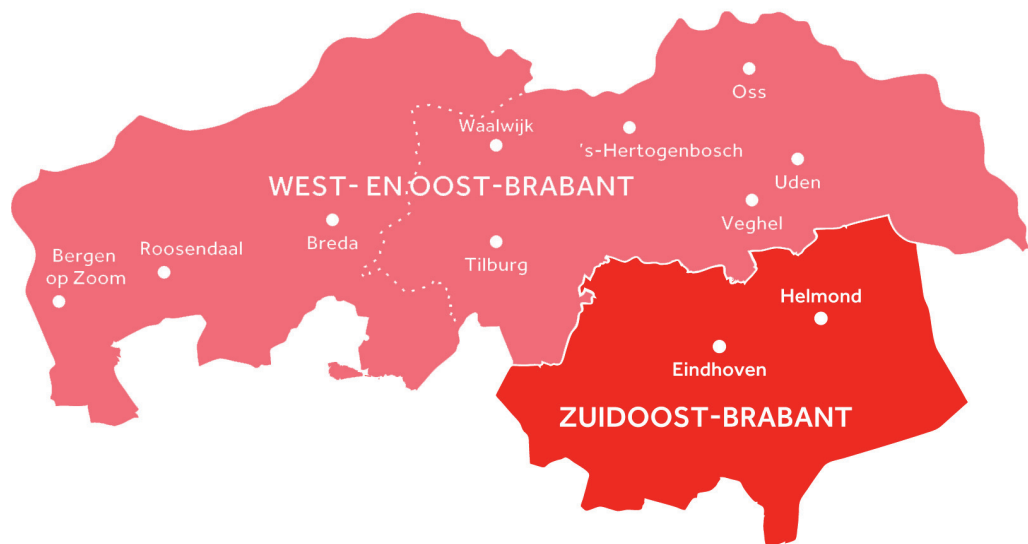 Oss
Waalwijk
's-Hertogenbosch
Uden
WEST- EN OOST-BRABANT
Veghel
Breda
Roosendaal
Bergen
op Zoom
Tilburg
Helmond
Eindhoven
ZUIDOOST-BRABANT